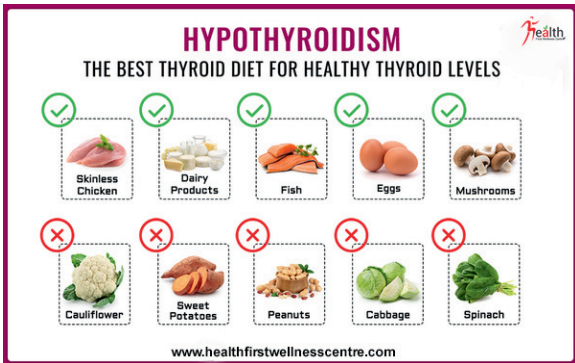 health
HYPOTHYROIDISM
THE BEST THYROID DIET FOR HEALTHY THYROID LEVELS
Skinless
Chicken
Dairy
Products
Fish
Eggs
Mushrooms
Cauliflower
Sweet
Potatoes
Peanuts
Cabbage
Spinach
www.healthfirstwellnesscentre.com